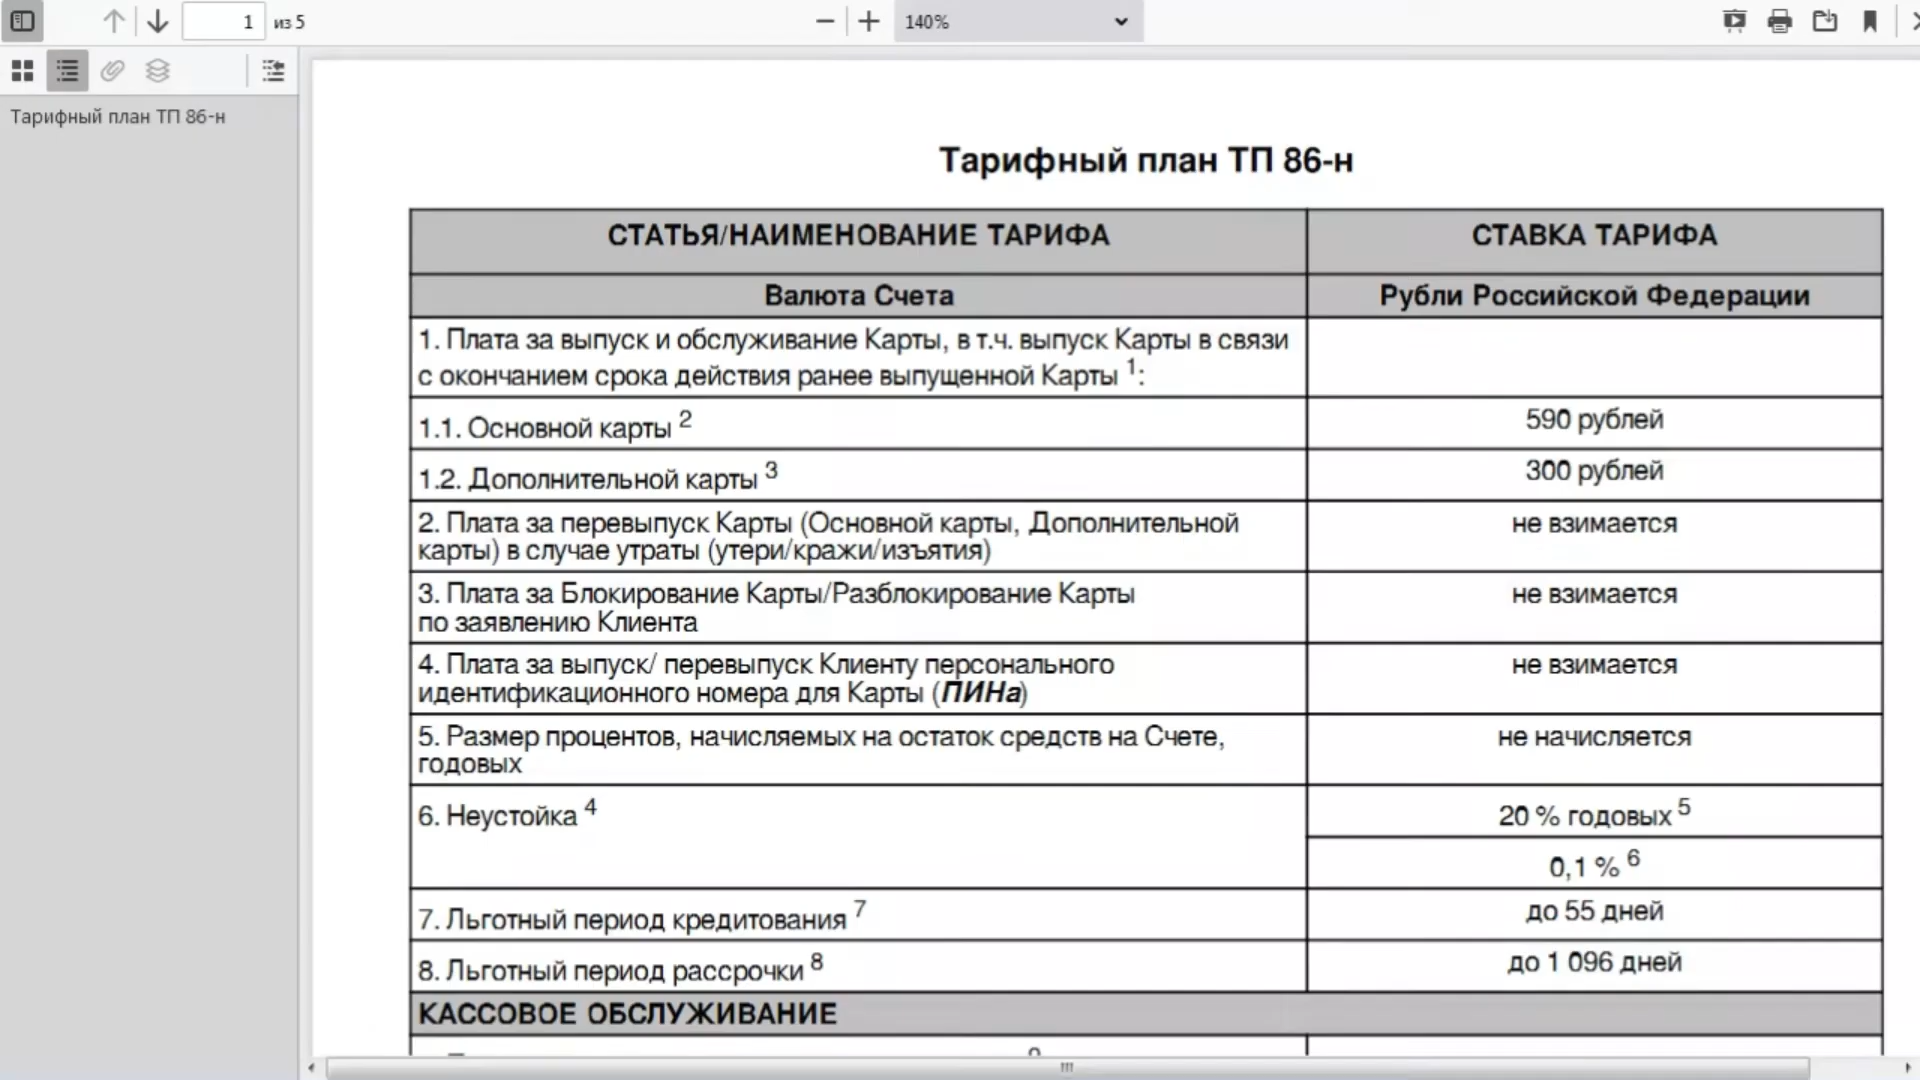 1 из 5
140%
Тарифный план ТП 86-н
Тарифный план ТП 86-н
СТАТЬЯ/НАИМЕНОВАНИЕ ТАРИФА
СТАВКА ТАРИФА
Валюта Счета
Рубли Российской Федерации
1. Плата за выпуск и обслуживание Карты, в т.ч. выпуск Карты в связи
с окончанием срока действия ранее выпущенной Карты 1:
1.1. Основной карты 2
590 рублей
1.2. Дополнительной карты 3
300 рублей
2. Плата за перевыпуск Карты (Основной карты, Дополнительной
карты) в случае утраты (утери/кражи/изъятия)
не взимается
3. Плата за Блокирование Карты/Разблокирование Карты
по заявлению Клиента
не взимается
4. Плата за выпуск/ перевыпуск Клиенту персонального
идентификационного номера для Карты (ПИНа)
не взимается
5. Размер процентов, начисляемых на остаток средств на Счете,
годовых
не начисляется
6. Неустойка 4
20 % годовых 5
0,1 % 6
7. Льготный период кредитования 7
до 55 дней
8. Льготный период рассрочки 8
до 1 096 дней
КАССОВОЕ ОБСЛУЖИВАНИЕ